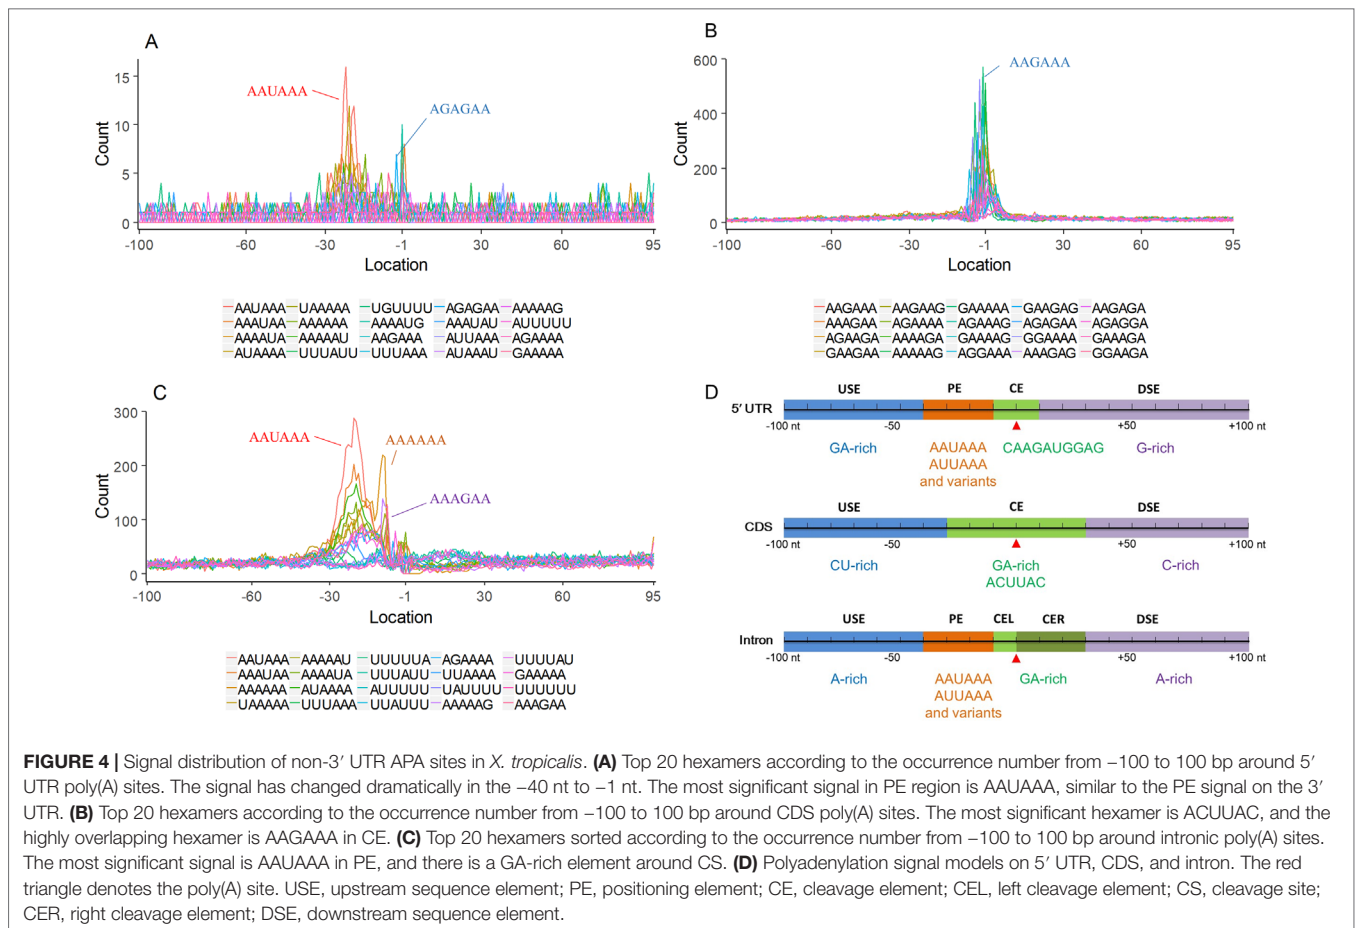 A
AAUAAA
AGAGAA
15
10
5
0
Count
-100
-60
-30
-1
30
60
95
Location
AAUAAA UAAAAA UGUUUU AGAGAA AAAAAG
AAAUAA AAAAAA AAAAUG AAAUAU AUUUUU
AAAAUA AAAAAU AAGAAA AUUAAA AGAAAA
AUAAAA UUUAUU UUUAAA AUAAAU GAAAAA
B
AAGAAA
600
400
200
0
Count
-100
-60
-30
-1
30
60
95
Location
AAGAAA AAGAAG GAAAAA GAAGAG AAGAGA
AAAGAA AGAAAA AGAAAG AGAGAA AGAGGA
AGAAGA AAAAGA GAAAAG GGAAAA GAAAGA
GAAGAA AAAAAG AGGAAA AAAGAG GGAAGA
C
AAUAAA
AAAAAA
AAAGAA
300
200
100
0
Count
-100
-60
-30
-1
30
60
95
Location
AAUAAA AAAAAU UUUUUA AGAAAA UUUUAU
AAAUAA AAAAUA UUUAUU UUAAAA GAAAAA
AAAAAA AUAAAA AUUUUU UAUUUU UUUUUU
UAAAAA UUUAAA UUAUUU AAAAAG AAAGAA
D
USE PE CE DSE
5′ UTR
-100 nt -50 +50 +100 nt
GA-rich AAUAAA CAAGAUGGAG G-rich
AUUAAA
and variants
USE CE DSE
CDS
-100 nt -50 +50 +100 nt
CU-rich GA-rich C-rich
ACUUAC
USE PE CEL CER DSE
Intron
-100 nt -50 +50 +100 nt
A-rich AAUAAA GA-rich A-rich
AUUAAA
and variants
FIGURE 4 | Signal distribution of non-3′ UTR APA sites in X. tropicalis. (A) Top 20 hexamers according to the occurrence number from −100 to 100 bp around 5′
UTR poly(A) sites. The signal has changed dramatically in the −40 nt to −1 nt. The most significant signal in PE region is AAUAAA, similar to the PE signal on the 3′
UTR. (B) Top 20 hexamers according to the occurrence number from −100 to 100 bp around CDS poly(A) sites. The most significant hexamer is ACUUAC, and the
highly overlapping hexamer is AAGAAA in CE. (C) Top 20 hexamers sorted according to the occurrence number from −100 to 100 bp around intronic poly(A) sites.
The most significant signal is AAUAAA in PE, and there is a GA-rich element around CS. (D) Polyadenylation signal models on 5′ UTR, CDS, and intron. The red
triangle denotes the poly(A) site. USE, upstream sequence element; PE, positioning element; CE, cleavage element; CEL, left cleavage element; CS, cleavage site;
CER, right cleavage element; DSE, downstream sequence element.